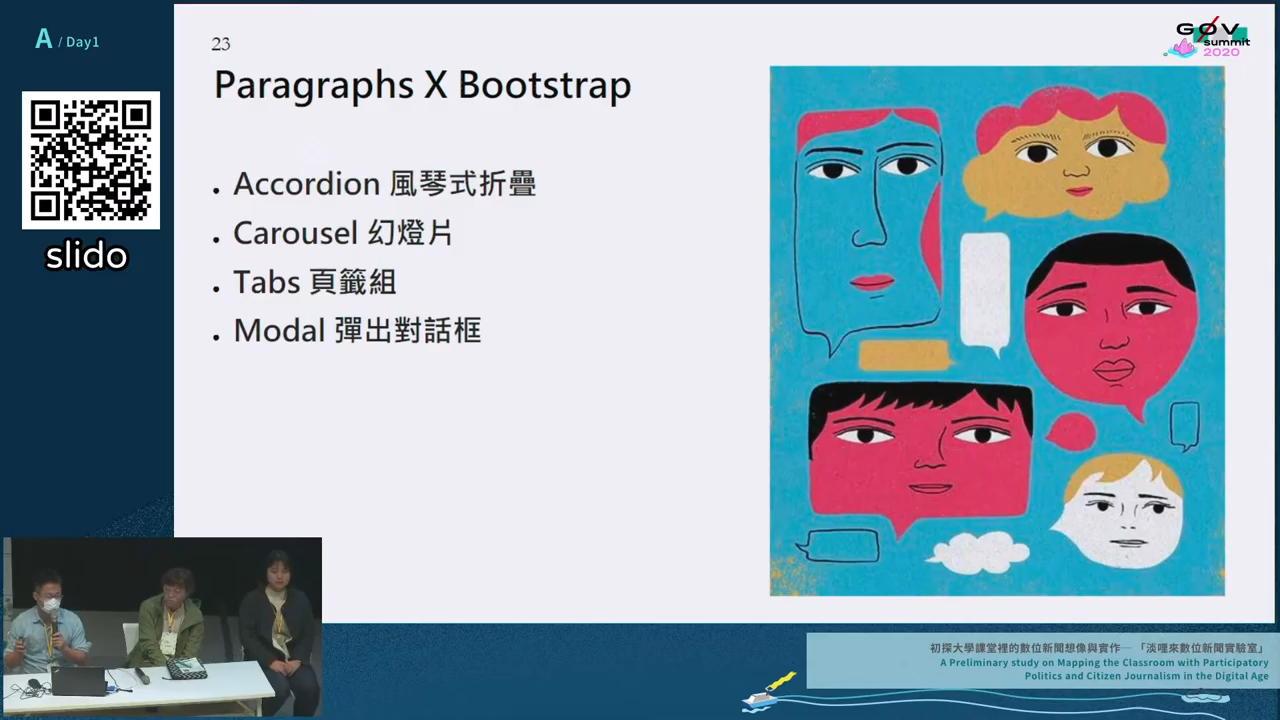 A / Day1
slido
23
Paragraphs X Bootstrap
. Accordion 風琴式折疊
. Carousel 幻燈片
. Tabs 頁籤組
. Modal 彈出對話框
GØV
summit
2020
初探大學課堂裡的數位新聞想像與實作─ 「淡哩來數位新聞實驗室」
A Preliminary study on Mapping the Classroom with Participatory
Politics and Citizen Journalism in the Digital Age